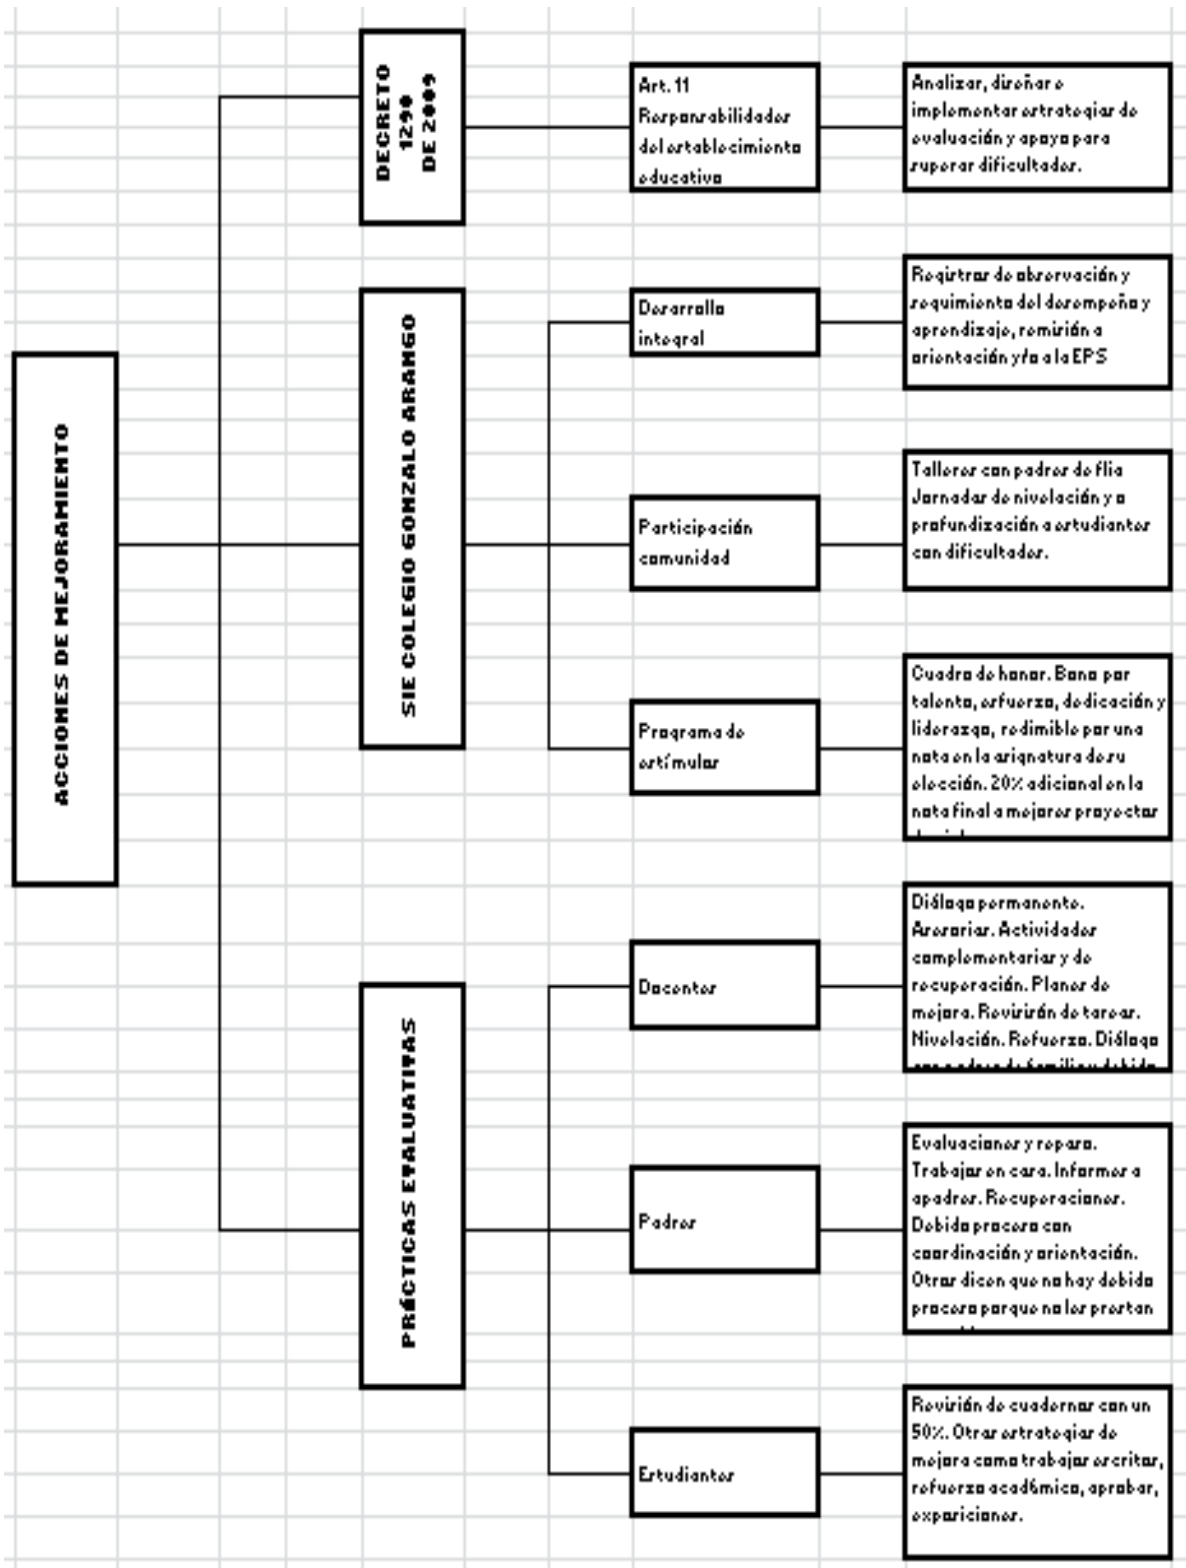 ACCIONES DE MEJORAMIENTO
DECRETO
1290
DE 2009
Art. 11
Responsabilidades
del establecimiento
educativo
Analizar, diseñar e
implementar estrategias de
evaluación y apoyo para
superar dificultades.
SIE COLEGIO GONZALO ARANGO
Desarrollo
integral
Registros de observación y
seguimiento del desempeño y
aprendizaje, remisión a
orientación y/o a la EPS
Participación
comunidad
Talleres con padres de flia
Jornadas de nivelación y o
profundización a estudiantes
con dificultades.
Programa de
estímulos
Cuadro de honor. Bono por
talento, esfuerzo, dedicación y
liderazgo, redimible por una
nota en la asignatura de su
elección. 20% adicional en la
nota final a mejores proyectos
PRÁCTICAS EVALUATIVAS
Docentes
Diálogo permanente.
Asesorias. Actividades
complementarias y de
recuperación. Planes de
mejora. Revisión de tareas.
Nivelación. Refuerzo. Diálogo
Padres
Evaluaciones y repaso.
Trabajos en casa. Informes a
apadres. Recuperaciones.
Debido proceso con
coordinación y orientación.
Otros dicen que no hay debido
proceso porque no les prestan
Estudiantes
Revisión de cuadernos con un
50%. Otras estrategias de
mejora como trabajos escritos,
refuerzo académico, aprobar,
exposiciones.